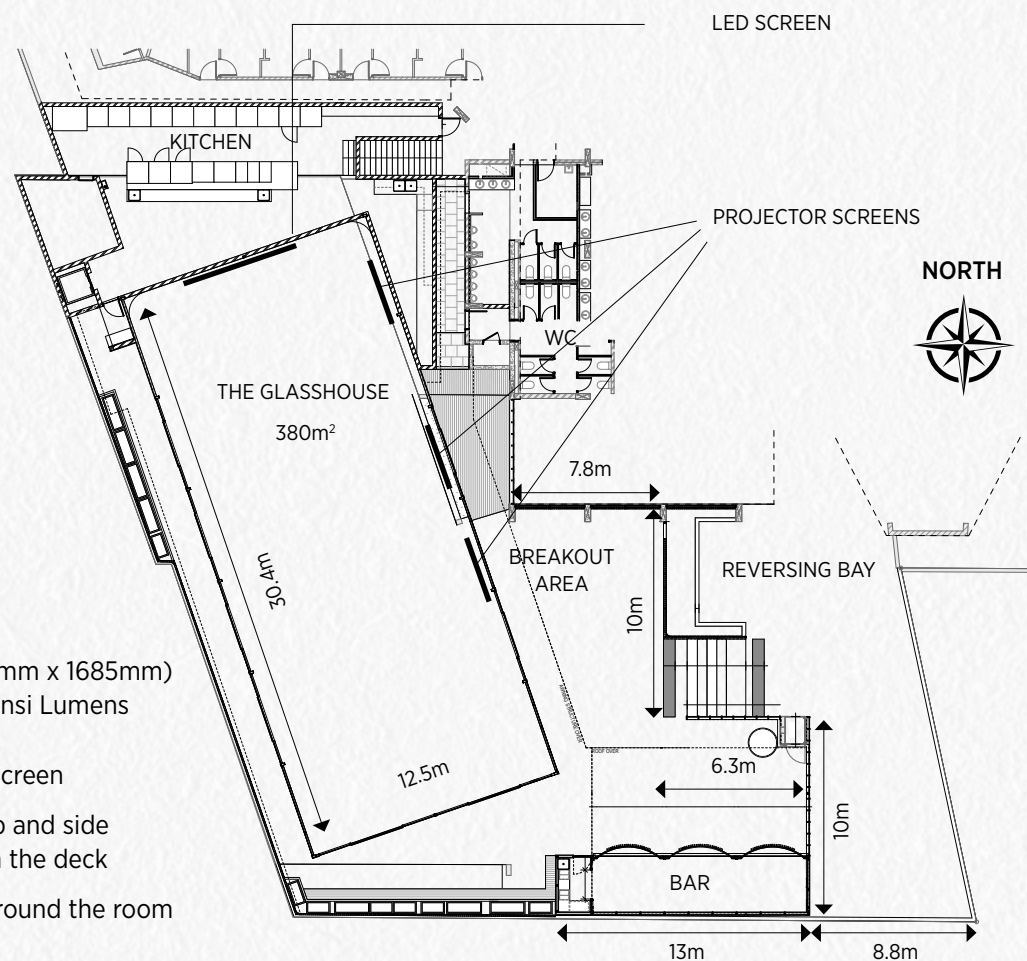 LED SCREEN
KITCHEN
PROJECTOR SCREENS
NORTH
WC
THE GLASSHOUSE
380m²
7.8m
BREAKOUT
AREA
REVERSING BAY
30.4m
10m
mm x 1685mm)
nsi Lumens
12.5m
6.3m
creen
10m
and side
the deck
BAR
round the room
13m
8.8m
ROOF OVER